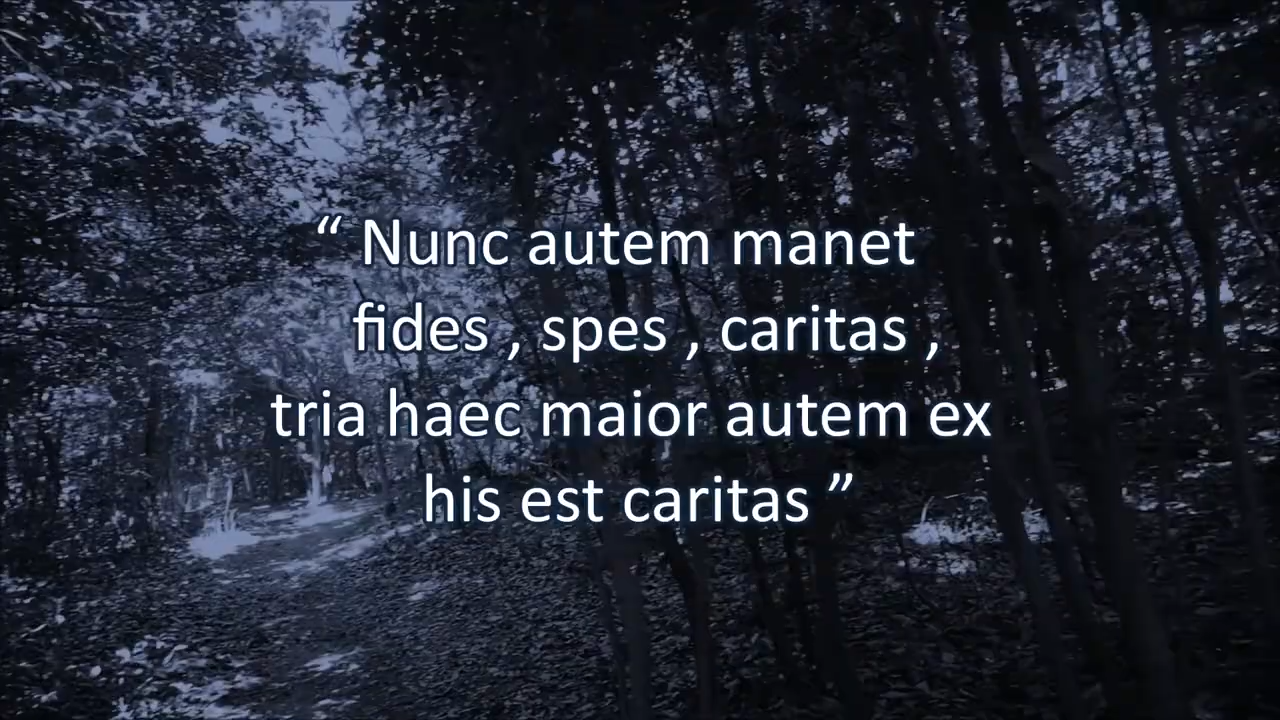 “ Nunc autem manet
fides , spes , caritas ,
tria haec maior autem ex
his est caritas ”